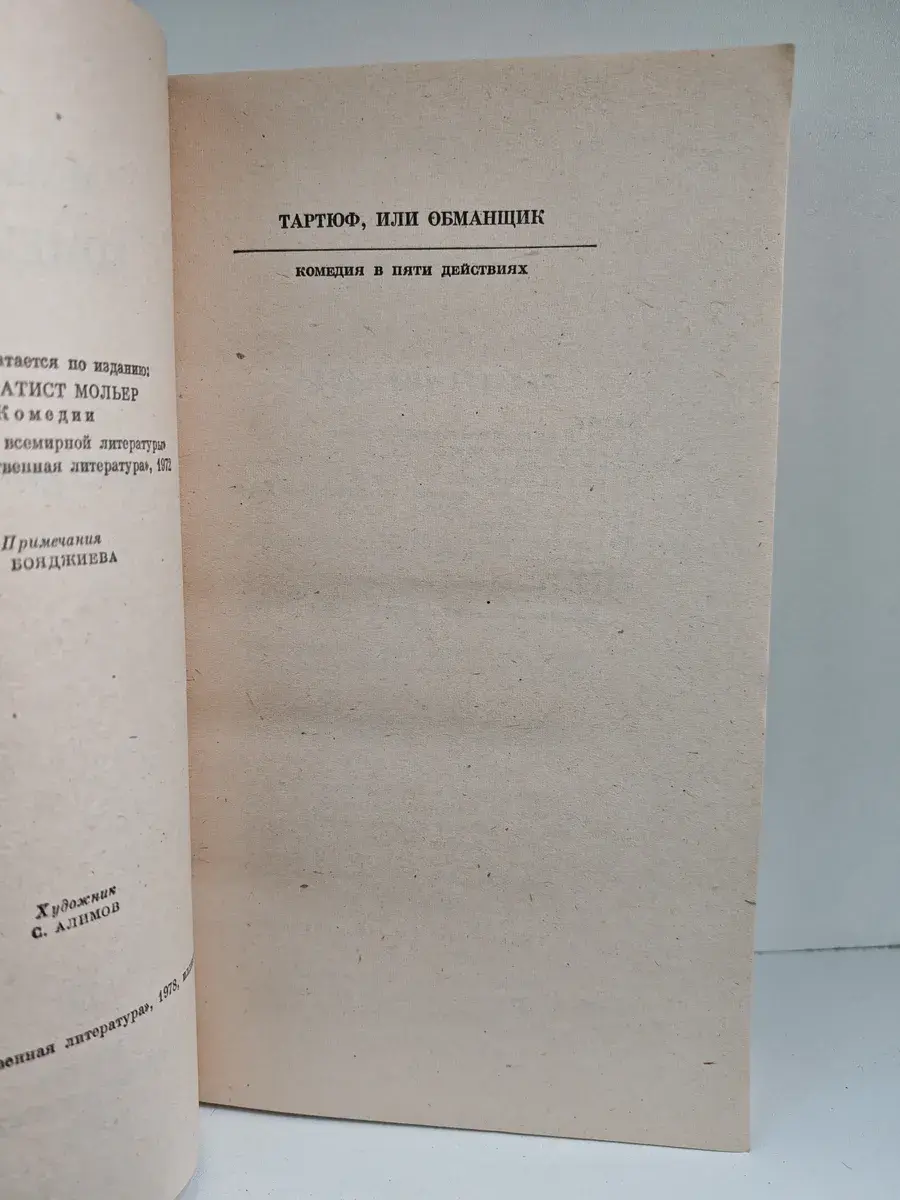 атается по изданию:
АТИСТ МОЛЬЕР
Комедии
всемирной литературы»
твенная литература», 1972
Примечания
БОЯДЖИЕВА
Художник
С. АЛИМОВ
венная литература», 1978,
ТАРТЮФ, ИЛИ ОБМАНЩИК
КОМЕДИЯ В ПЯТИ ДЕЙСТВИЯХ